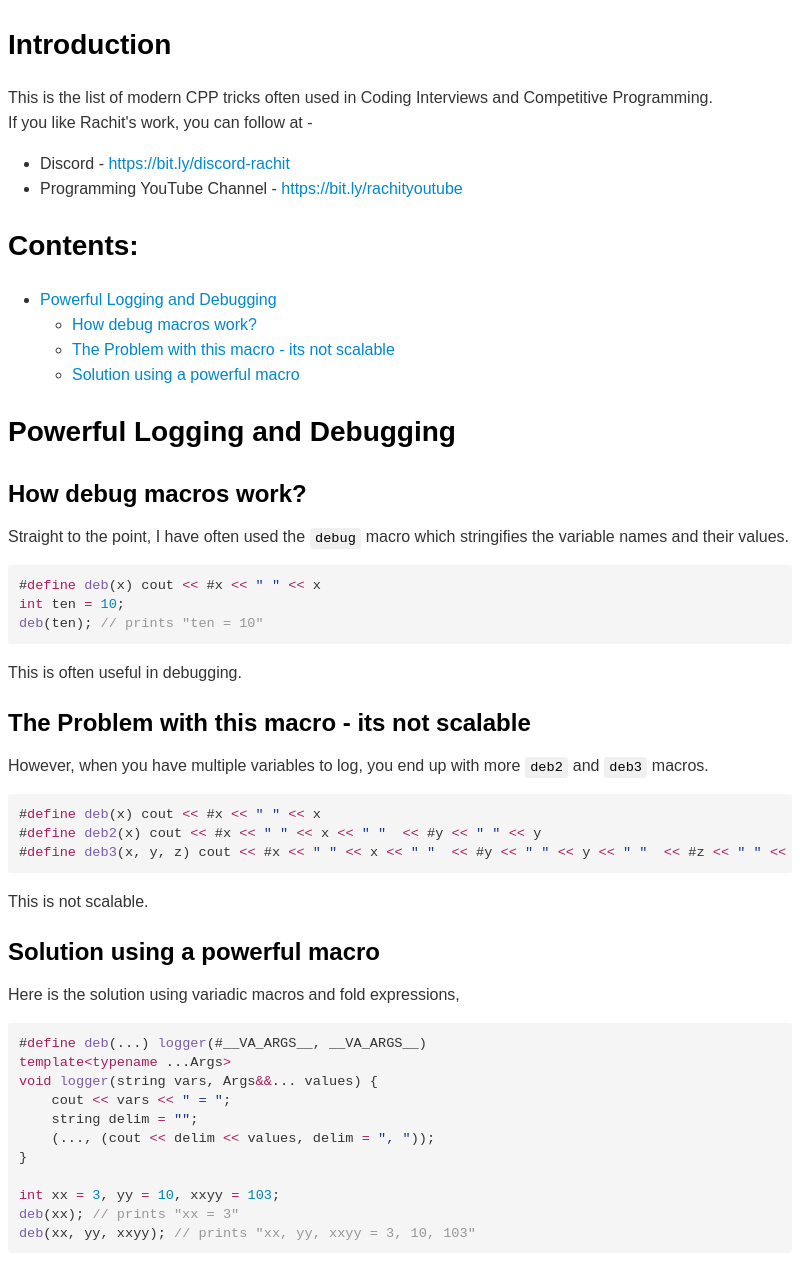 Introduction
This is the list of modern CPP tricks often used in Coding Interviews and Competitive Programming.
If you like Rachit's work, you can follow at -
• Discord - https://bit.ly/discord-rachit
• Programming YouTube Channel - https://bit.ly/rachityoutube
Contents:
• Powerful Logging and Debugging
◦ How debug macros work?
◦ The Problem with this macro - its not scalable
◦ Solution using a powerful macro
Powerful Logging and Debugging
How debug macros work?
Straight to the point, I have often used the debug macro which stringifies the variable names and their values.
#define deb(x) cout << #x << " " << x
int ten = 10;
deb(ten); // prints "ten = 10"
This is often useful in debugging.
The Problem with this macro - its not scalable
However, when you have multiple variables to log, you end up with more deb2 and deb3 macros.
#define deb(x) cout << #x << " " << x
#define deb2(x) cout << #x << " " << x << " "  << #y << " " << y
#define deb3(x, y, z) cout << #x << " " << x << " "  << #y << " " << y << " "  << #z << " " <<
This is not scalable.
Solution using a powerful macro
Here is the solution using variadic macros and fold expressions,
#define deb(...) logger(#__VA_ARGS__, __VA_ARGS__)
template<typename ...Args>
void logger(string vars, Args&&... values) {
    cout << vars << " = ";
    string delim = "";
    (..., (cout << delim << values, delim = ", "));
}
int xx = 3, yy = 10, xxyy = 103;
deb(xx); // prints "xx = 3"
deb(xx, yy, xxyy); // prints "xx, yy, xxyy = 3, 10, 103"